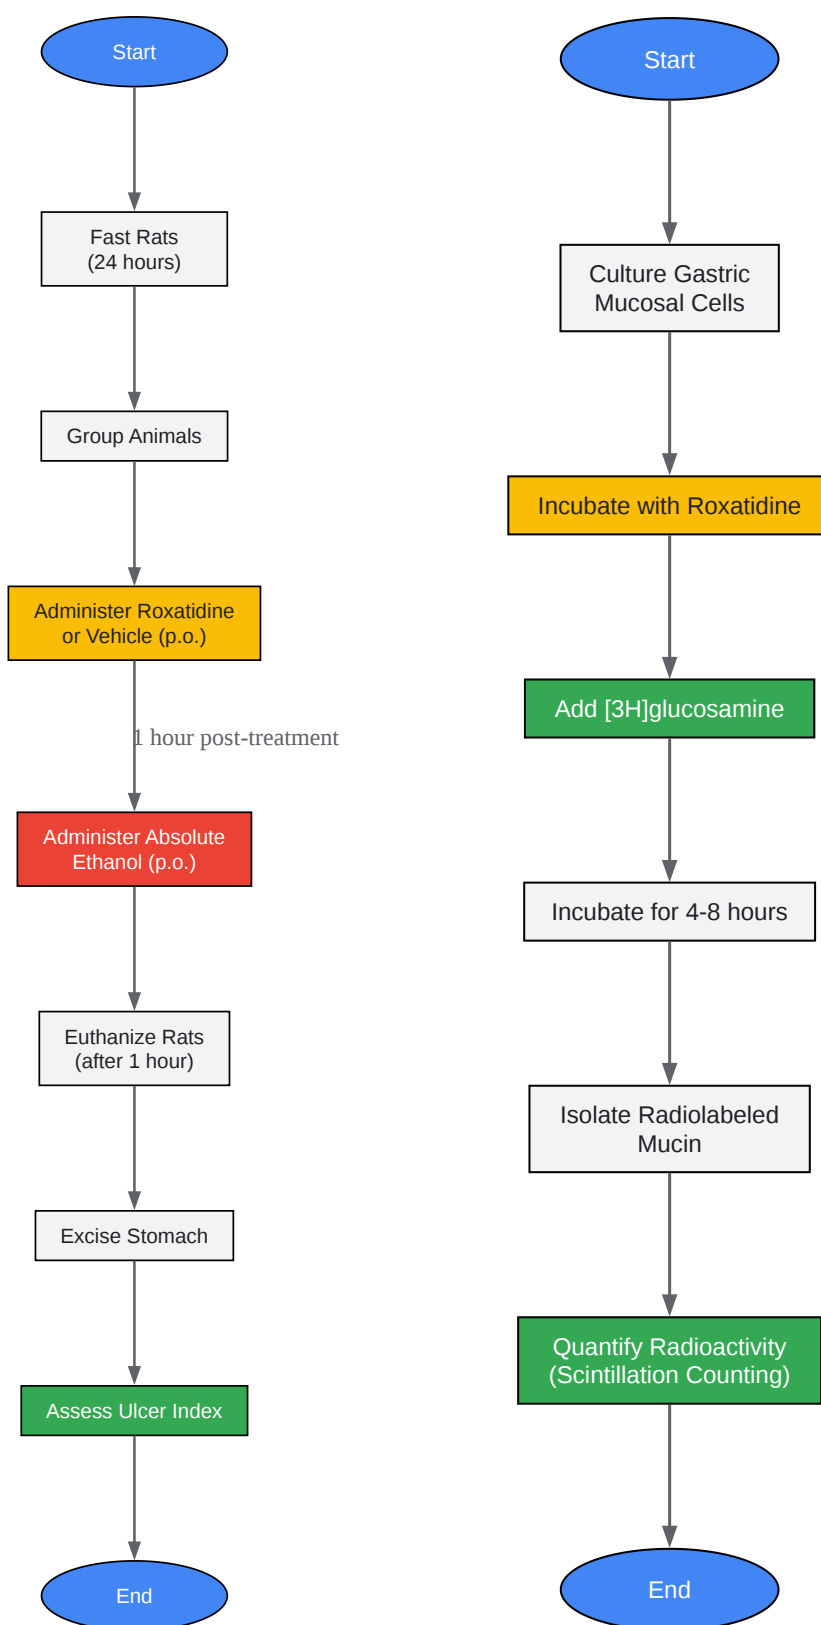 Start
Fast Rats
(24 hours)
Group Animals
Administer Roxatidine
or Vehicle (p.o.)
1 hour post-treatment
Administer Absolute
Ethanol (p.o.)
Euthanize Rats
(after 1 hour)
Excise Stomach
Assess Ulcer Index
End
Start
Culture Gastric
Mucosal Cells
Incubate with Roxatidine
Add [3H]glucosamine
Incubate for 4-8 hours
Isolate Radiolabeled
Mucin
Quantify Radioactivity
(Scintillation Counting)
End